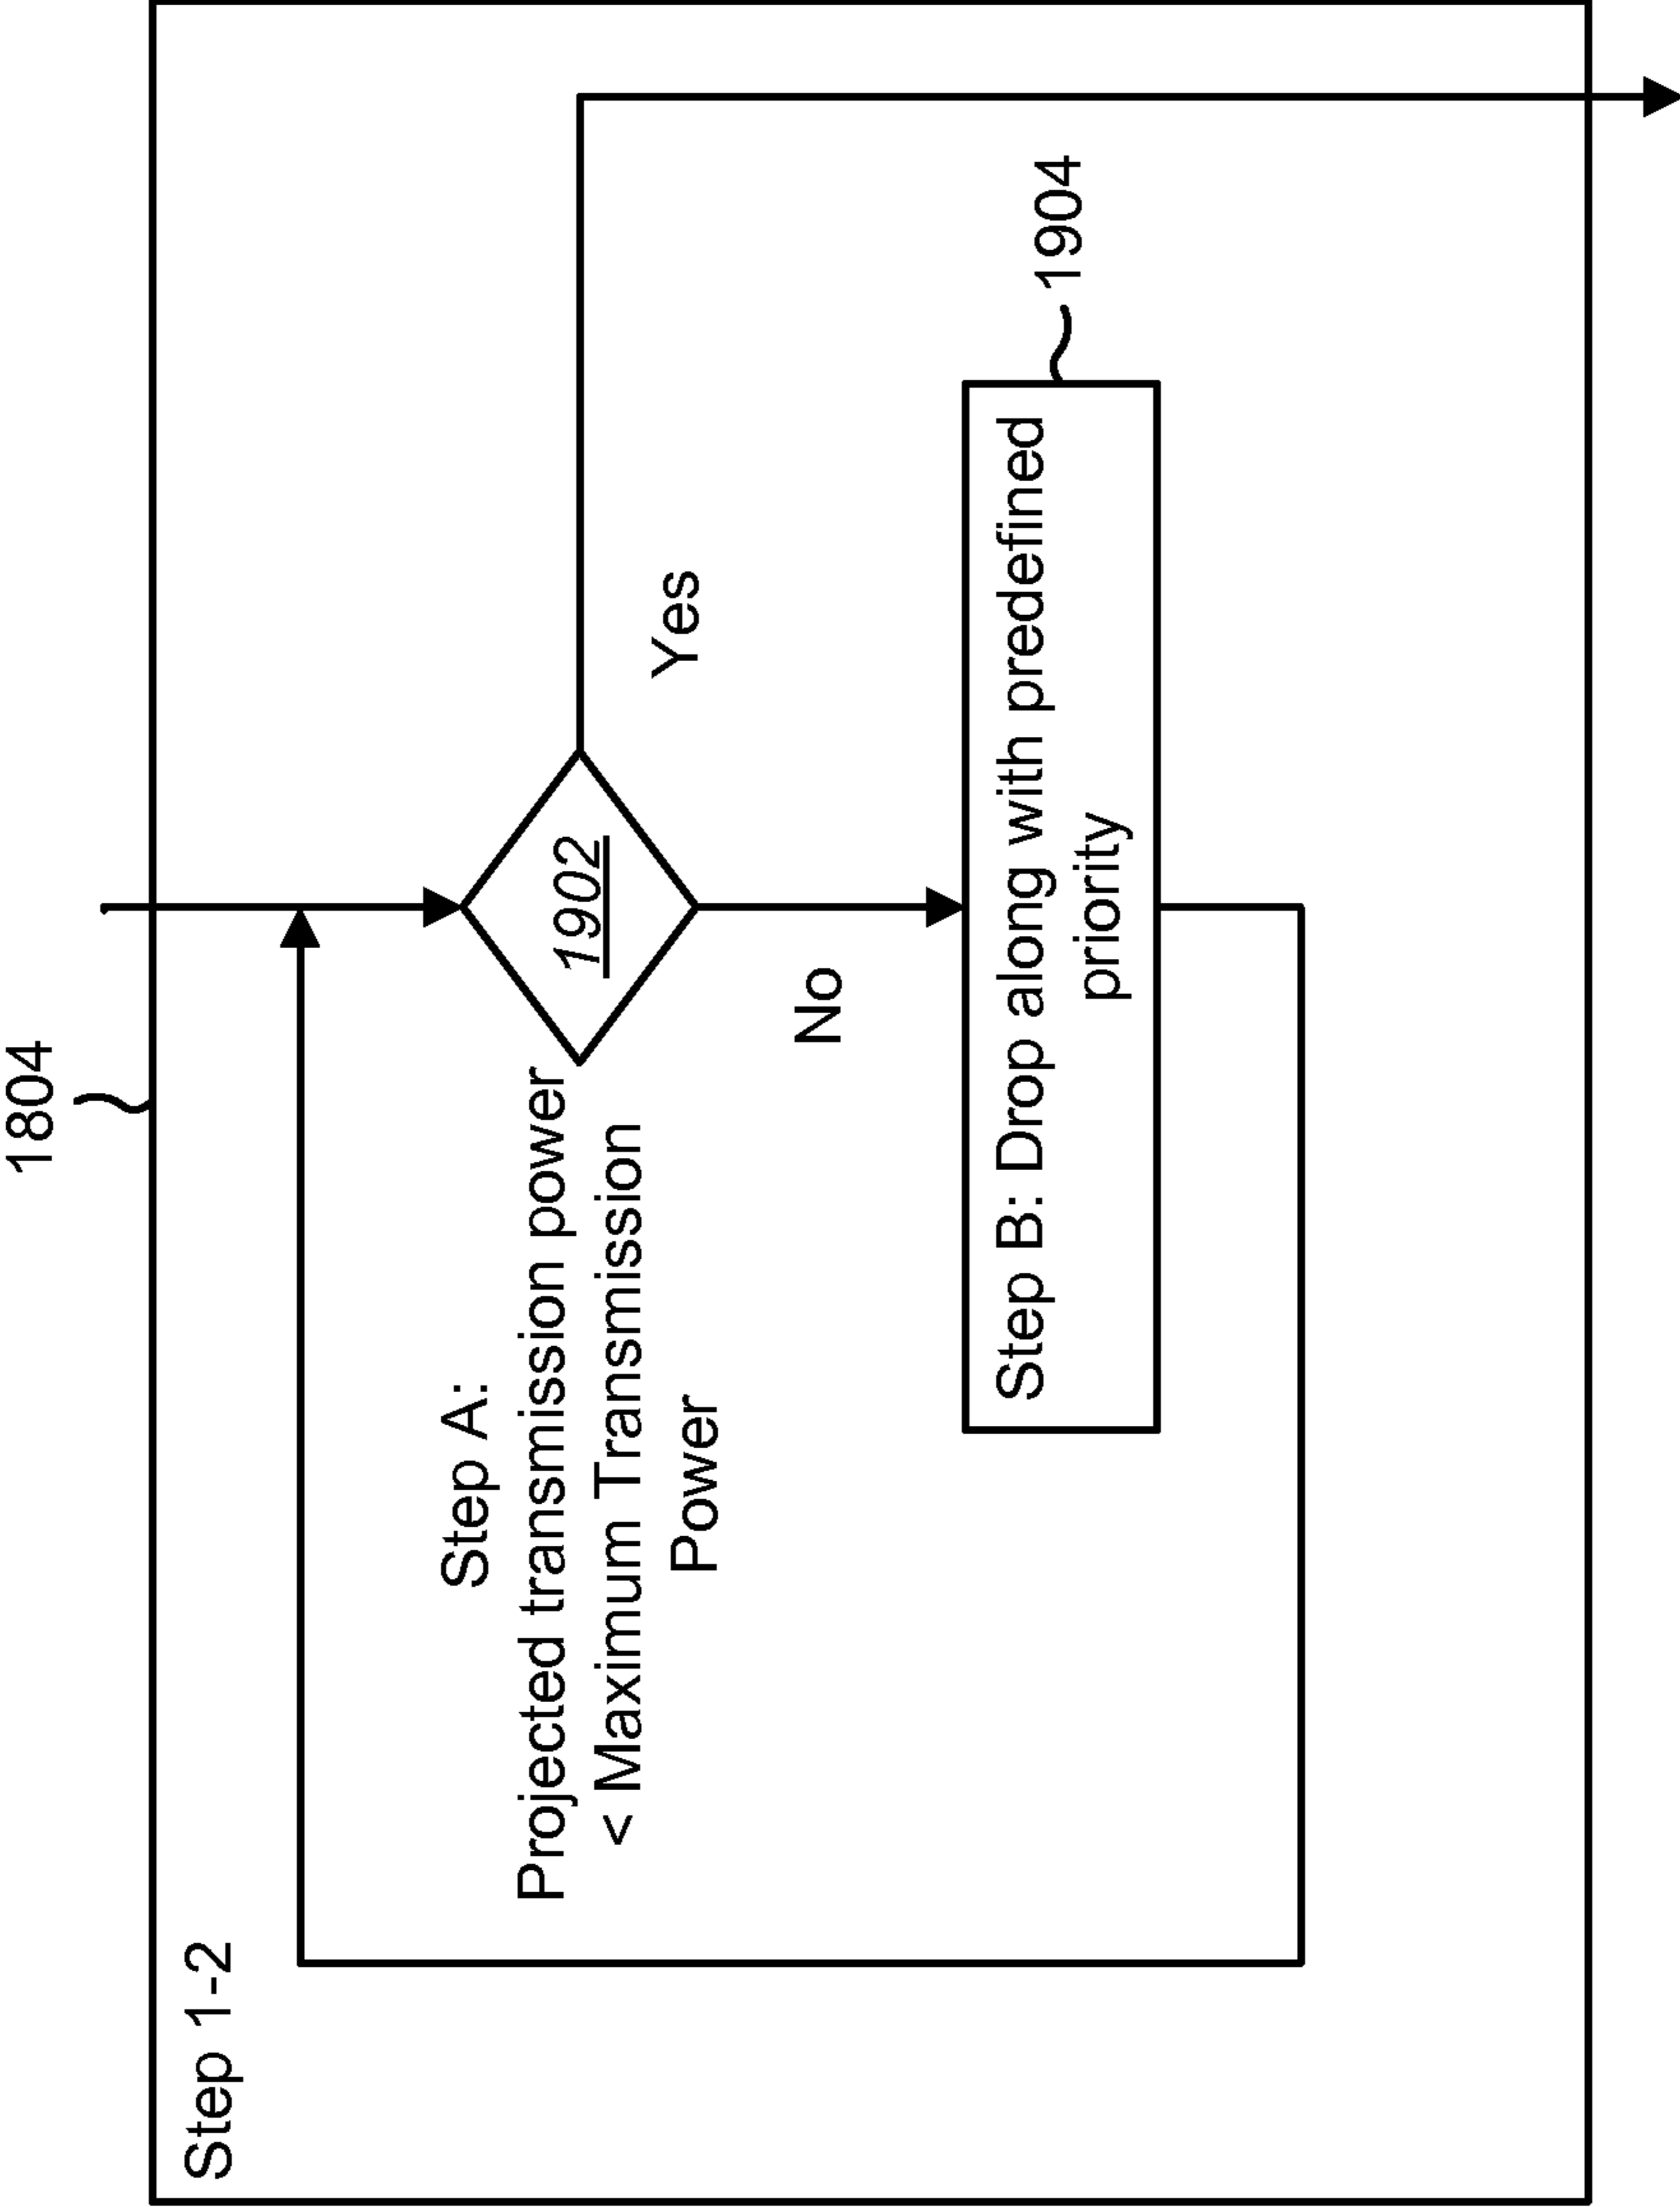 1804
Step 1-2
Step A:
Projected transmission power
< Maximum Transmission
Power
1902
Yes
No
1904
Step B: Drop along with predefined
priority